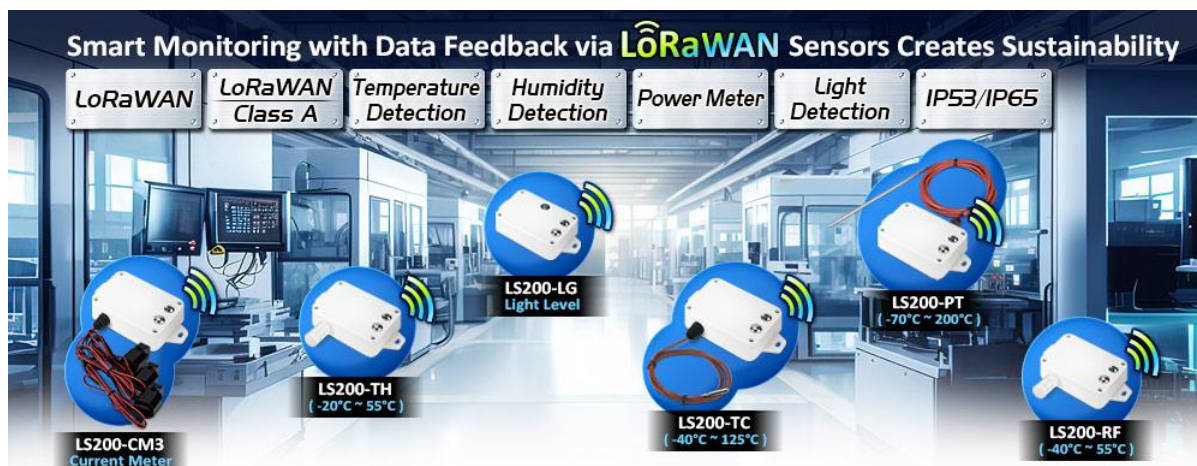 Smart Monitoring with Data Feedback via LoRaWAN Sensors Creates Sustainability
LoRaWAN
LoRaWAN
Class A
Temperature
Detection
Humidity
Detection
Power Meter
Light
Detection
IP53/IP65
LS200-LG
Light Level
LS200-PT
( -70°C ~ 200°C )
LS200-TH
( -20°C ~ 55°C )
LS200-TC
( -40°C ~ 125°C )
LS200-RF
( -40°C ~ 55°C )
LS200-CM3
Current Meter